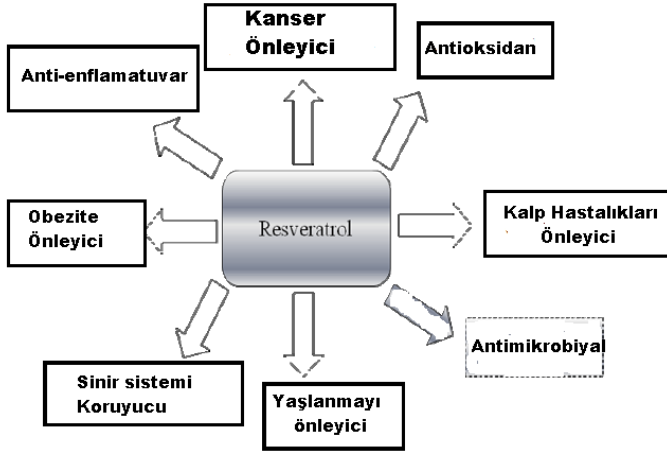 Kanser
Önleyici
Antioksidan
Anti-enflamatuvar
Obezite
Önleyici
Resveratrol
Kalp Hastalıkları
Önleyici
Antimikrobiyal
Sinir sistemi
Koruyucu
Yaşlanmayı
önleyici